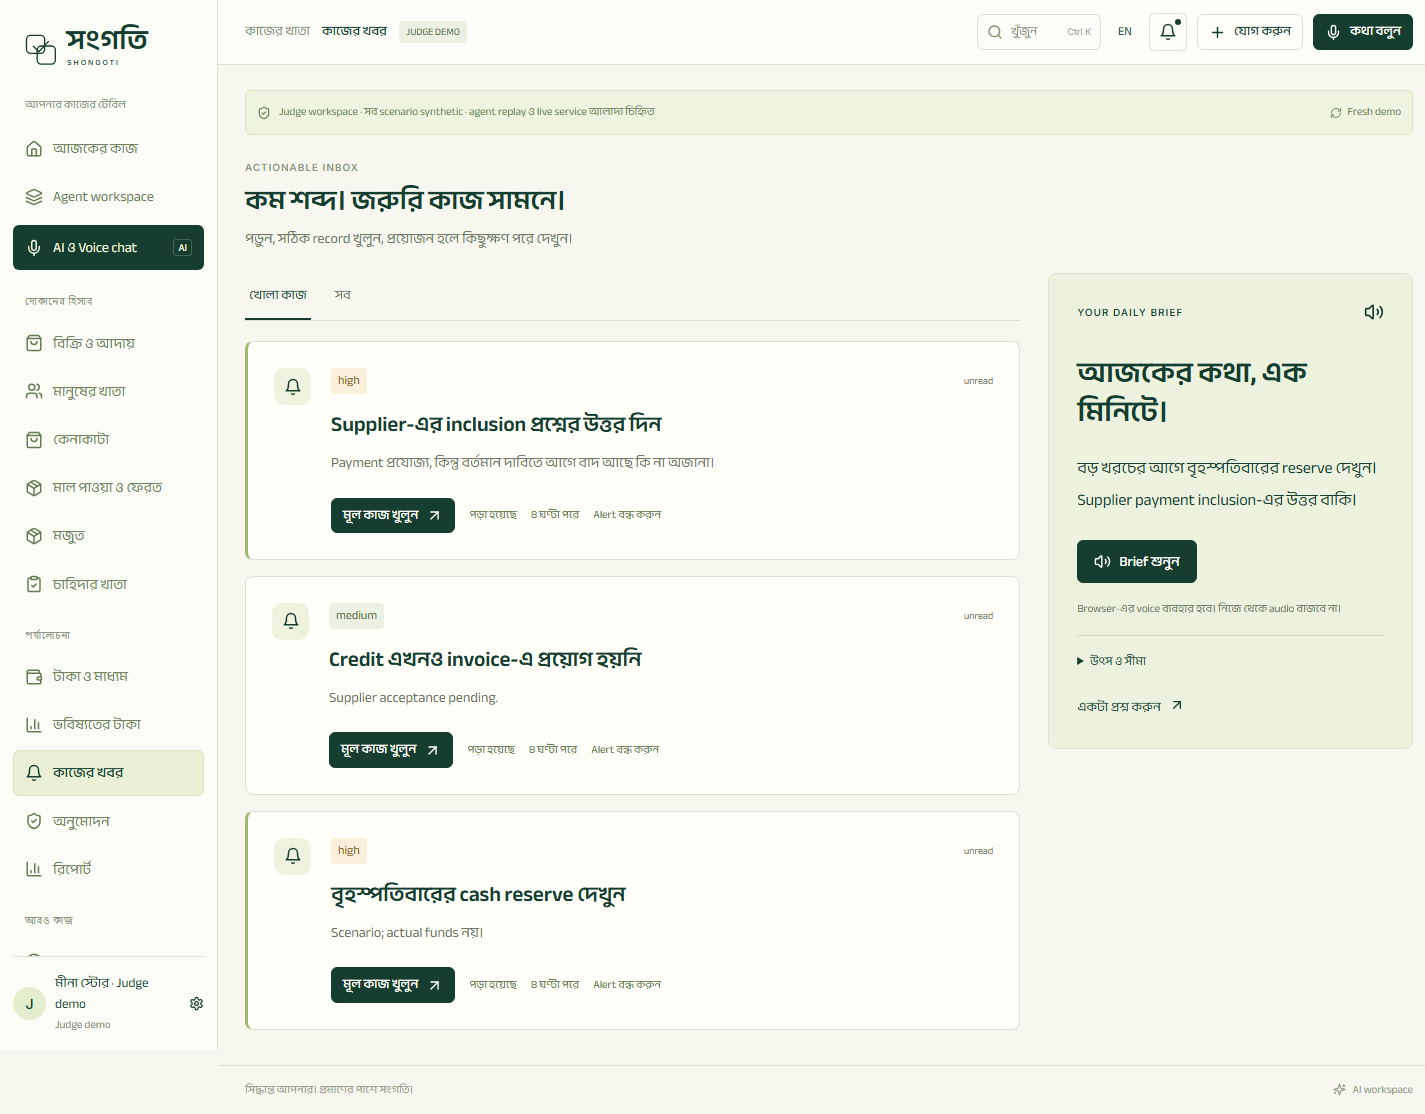 সংগতি
SHONGOTI
আপনার কাজের টেবিল
আজকের কাজ
Agent workspace
AI ও Voice chat
AI
দোকানের হিসাব
বিক্রি ও আদায়
মানুষের খাতা
কেনাকাটা
মাল পাওয়া ও ফেরত
মজুত
চাহিদার খাতা
পর্যালোচনা
টাকা ও মাধ্যম
ভবিষ্যতের টাকা
কাজের খবর
অনুমোদন
রিপোর্ট
আরও কাজ
J
মীনা স্টোর · Judge
demo
Judge demo
কাজের খাতা কাজের খবর JUDGE DEMO
খুঁজুন Ctrl K
EN
যোগ করুন
কথা বলুন
Judge workspace · সব scenario synthetic · agent replay ও live service আলাদা চিহ্নিত
Fresh demo
ACTIONABLE INBOX
কম শব্দ। জরুরি কাজ সামনে।
পড়ুন, সঠিক record খুলুন, প্রয়োজন হলে কিছুক্ষণ পরে দেখুন।
খোলা কাজ সব
high unread
Supplier-এর inclusion প্রশ্নের উত্তর দিন
Payment প্রযোজ্য, কিন্তু বর্তমান দাবিতে আগে বাদ আছে কি না অজানা।
মূল কাজ খুলুন পড়া হয়েছে ৪ ঘণ্টা পরে Alert বন্ধ করুন
medium unread
Credit এখনও invoice-এ প্রয়োগ হয়নি
Supplier acceptance pending.
মূল কাজ খুলুন পড়া হয়েছে ৪ ঘণ্টা পরে Alert বন্ধ করুন
high unread
বৃহস্পতিবারের cash reserve দেখুন
Scenario; actual funds নয়।
মূল কাজ খুলুন পড়া হয়েছে ৪ ঘণ্টা পরে Alert বন্ধ করুন
YOUR DAILY BRIEF
আজকের কথা, এক
মিনিটে।
বড় খরচের আগে বৃহস্পতিবারের reserve দেখুন।
Supplier payment inclusion-এর উত্তর বাকি।
Brief শুনুন
Browser-এর voice ব্যবহার হবে। নিজে থেকে audio বাজবে না।
উৎস ও সীমা
একটা প্রশ্ন করুন
সিদ্ধান্ত আপনার। প্রমাণের পাশে সংগতি।
AI workspace